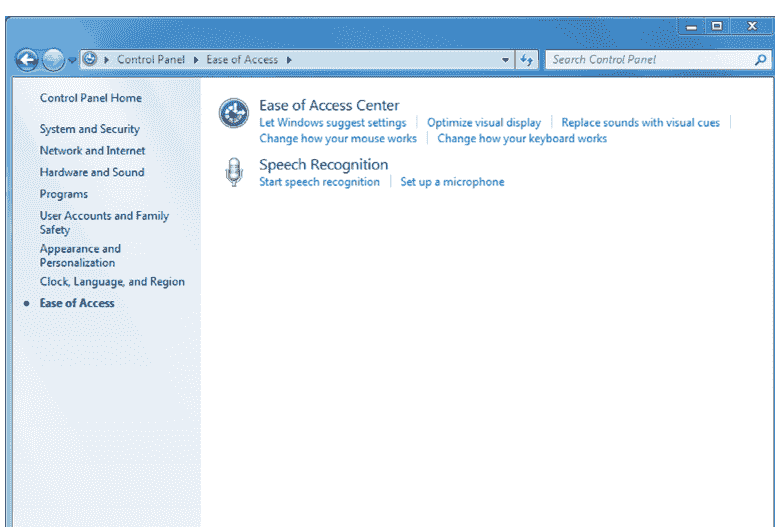 Control Panel ▸ Ease of Access ▸
Search Control Panel
Control Panel Home
System and Security
Network and Internet
Hardware and Sound
Programs
User Accounts and Family
Safety
Appearance and
Personalization
Clock, Language, and Region
Ease of Access
Ease of Access Center
Let Windows suggest settings | Optimize visual display | Replace sounds with visual cues |
Change how your mouse works | Change how your keyboard works
Speech Recognition
Start speech recognition | Set up a microphone